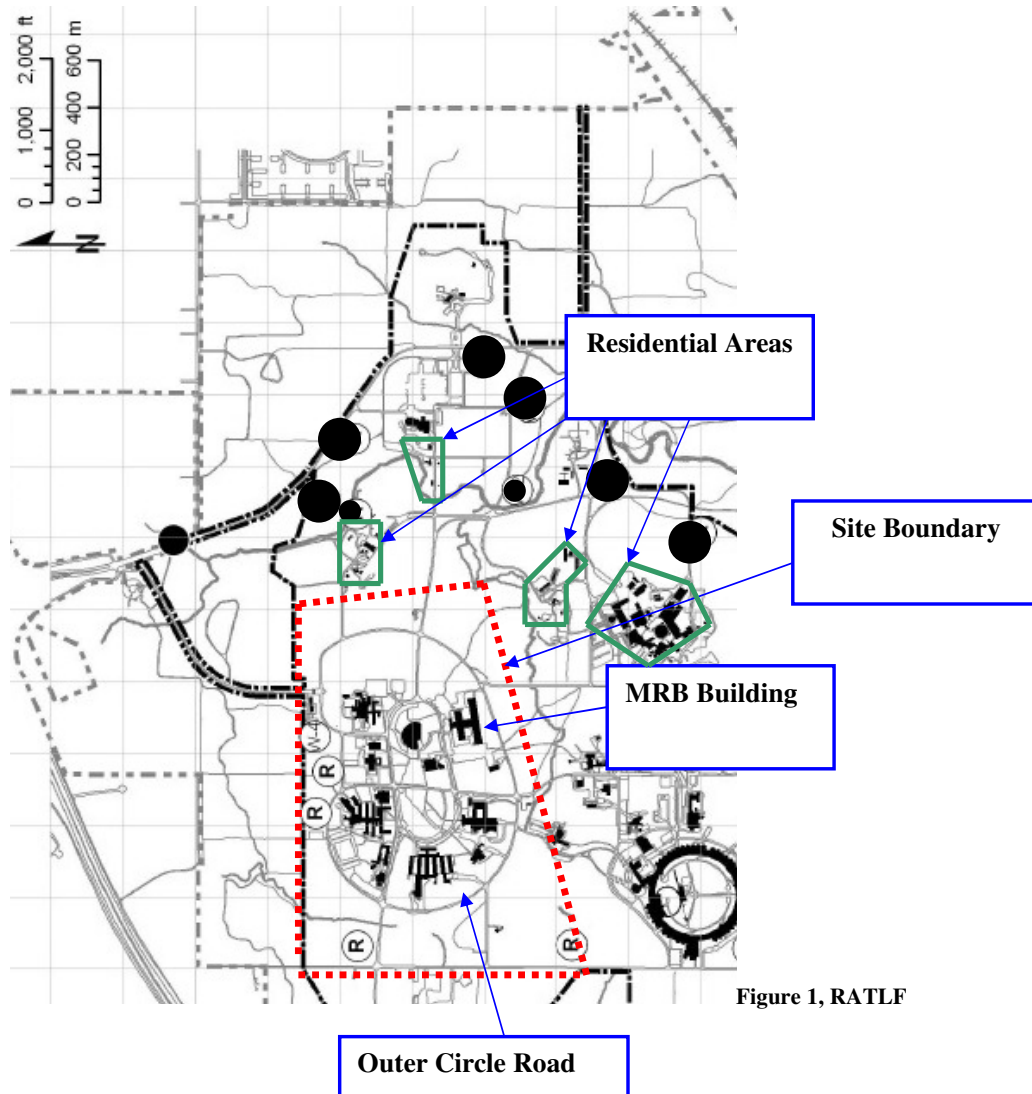 2,000 ft
1,000
0
600 m
400
200
0
N
Residential Areas
Site Boundary
MRB Building
W-4
R
R
R
R
Figure 1, RATLF
Outer Circle Road